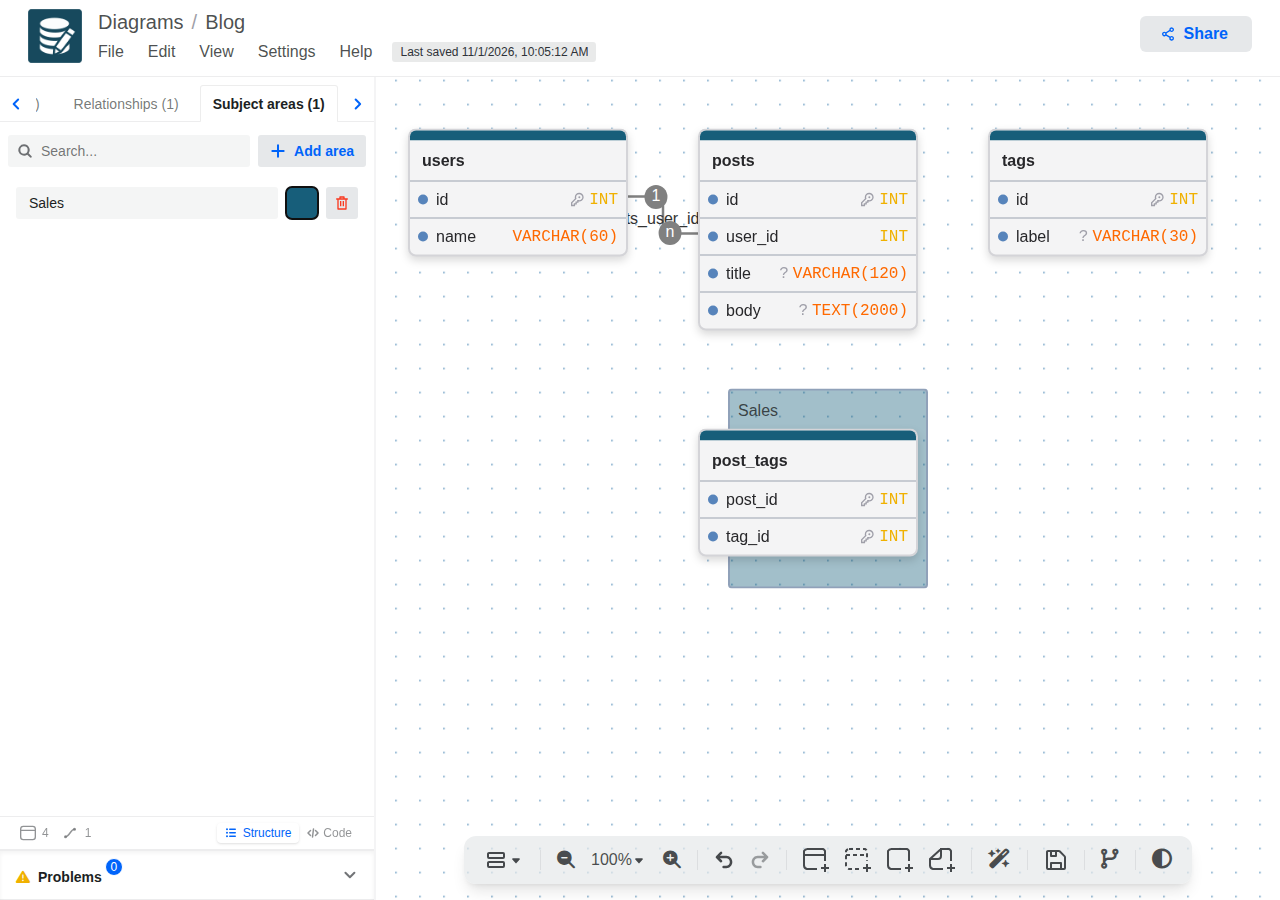 Diagrams / Blog
File Edit View Settings Help Last saved 11/1/2026, 10:05:12 AM
Share
) Relationships (1) Subject areas (1)
Search... Add area
Sales
users
id INT
name VARCHAR(60)
1
ts_user_id
n
posts
id INT
user_id INT
title ? VARCHAR(120)
body ? TEXT(2000)
tags
id INT
label ? VARCHAR(30)
Sales
post_tags
post_id INT
tag_id INT
4 1 Structure Code
Problems 0
100%